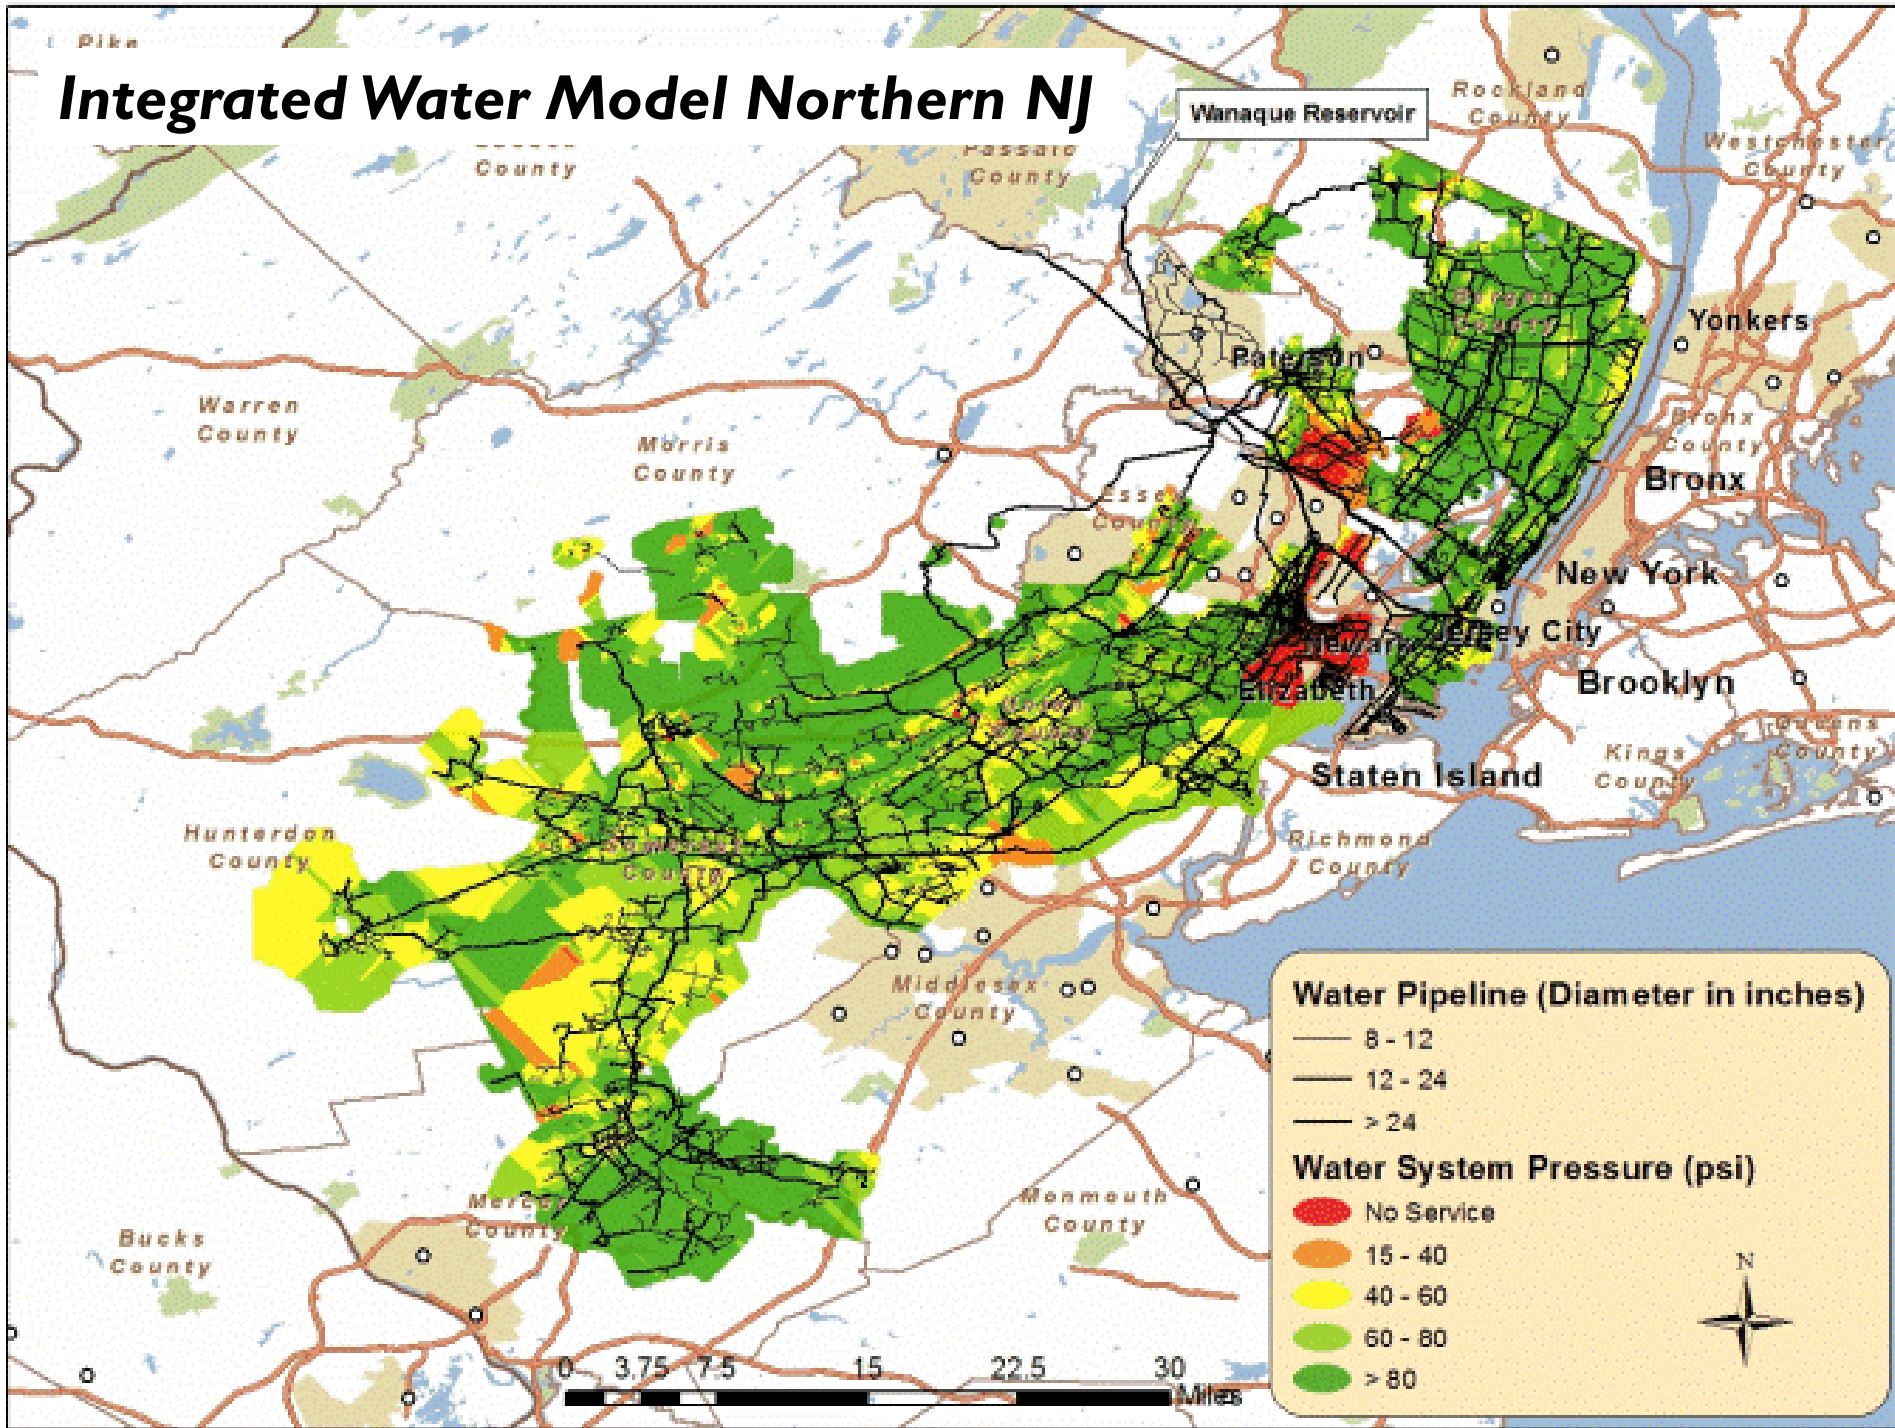 Pike
Integrated Water Model Northern NJ
Wanaque Reservoir
Rockland
County
Westchester
County
County
Passaic
County
Bergen
County
Yonkers
Paterson
Warren
County
Morris
County
Bronx
County
Bronx
Essex
County
New York
Newark
Jersey City
Elizabeth
Brooklyn
Union
County
Queens
County
Kings
County
Staten Island
Hunterdon
County
Somerset
County
Richmond
County
Middlesex
County
Mercer
County
Monmouth
County
Bucks
County
Water Pipeline (Diameter in inches)
8 - 12
12 - 24
> 24
Water System Pressure (psi)
No Service
15 - 40
40 - 60
60 - 80
> 80
N
0 3.75 7.5 15 22.5 30
Miles